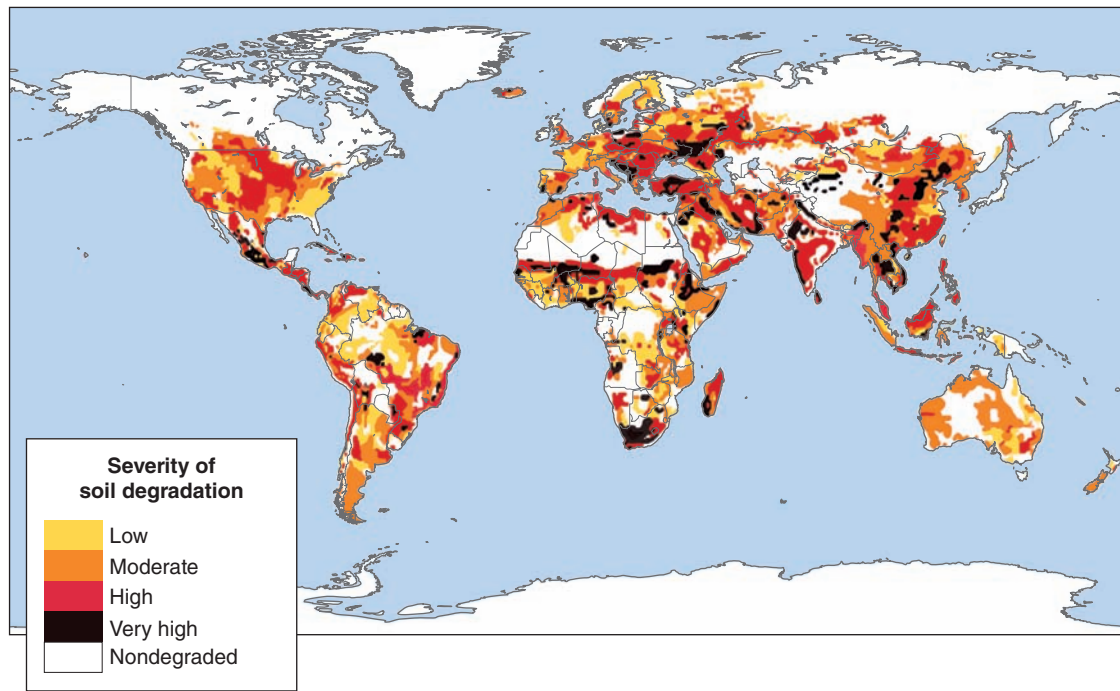 Severity of
soil degradation
Low
Moderate
High
Very high
Nondegraded